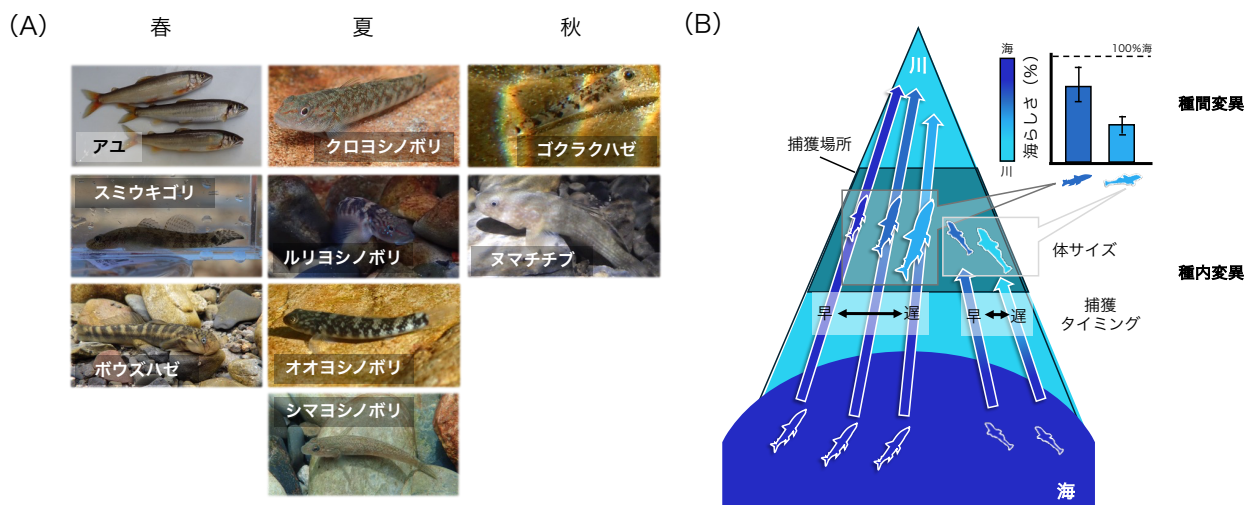 (A)
春
夏
秋
アユ
クロヨシノボリ
ゴクラクハゼ
スミウキゴリ
ルリヨシノボリ
ヌマチチブ
ボウズハゼ
オオヨシノボリ
シマヨシノボリ
(B)
川
捕獲場所
海
海らしさ（%）
川
100%海
種間変異
体サイズ
種内変異
早
遅
早
遅
捕獲
タイミング
海